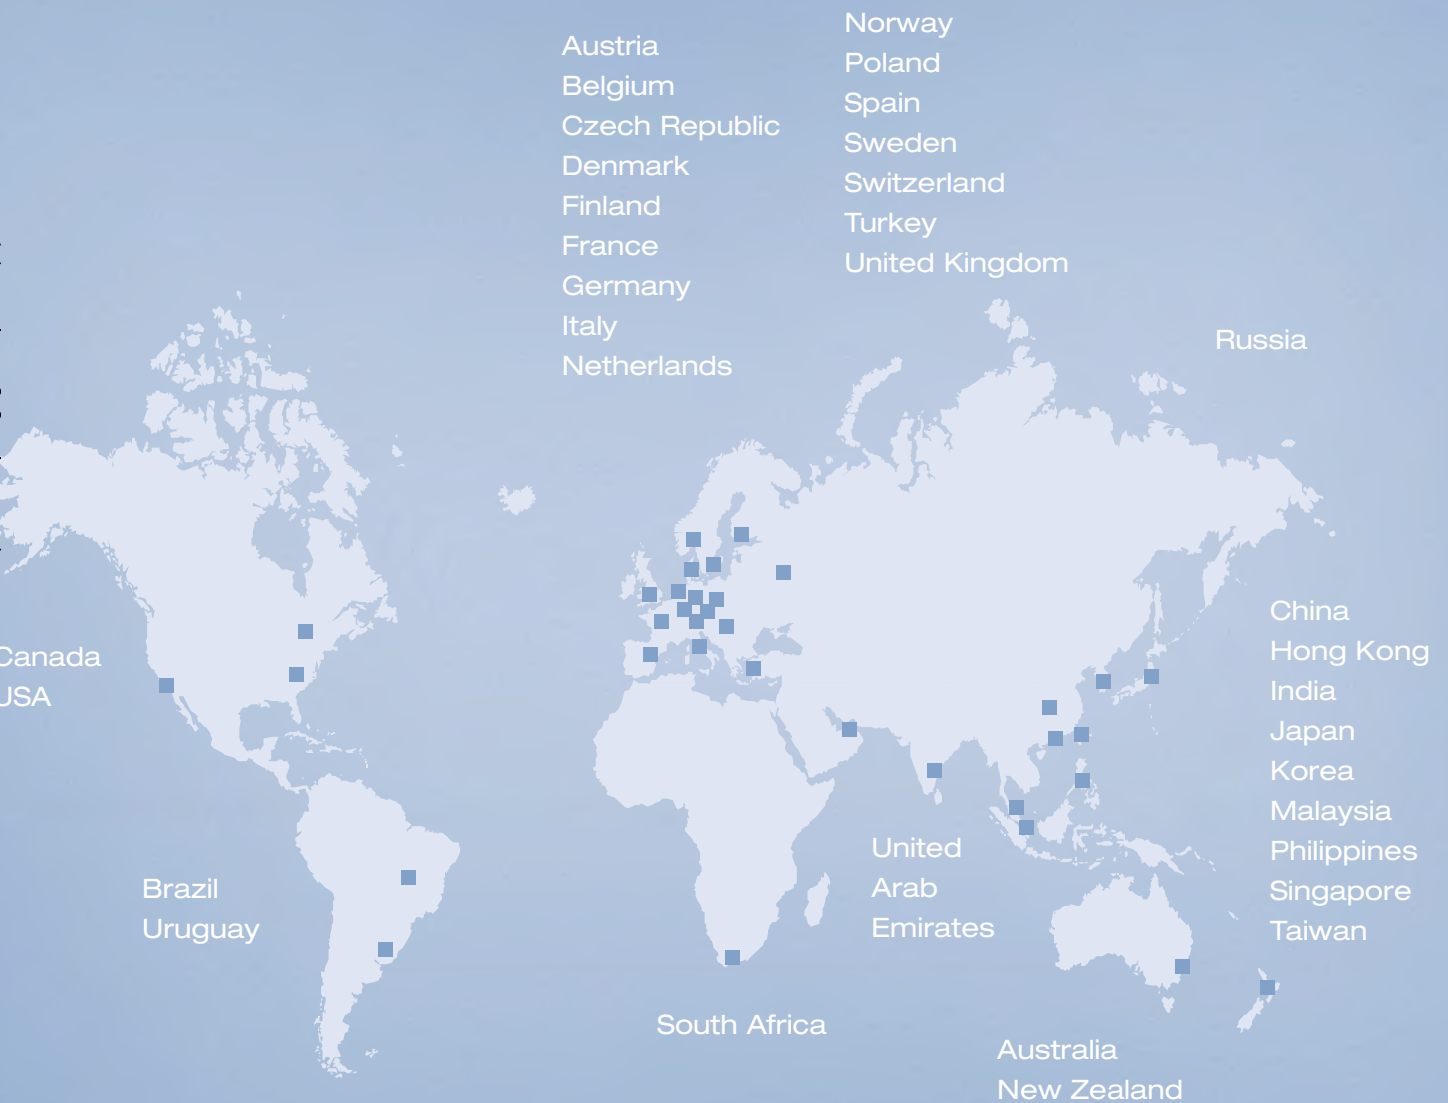 Austria
Belgium
Czech Republic
Denmark
Finland
France
Germany
Italy
Netherlands
Norway
Poland
Spain
Sweden
Switzerland
Turkey
United Kingdom
Russia
Canada
USA
China
Hong Kong
India
Japan
Korea
Malaysia
Philippines
Singapore
Taiwan
Brazil
Uruguay
United
Arab
Emirates
South Africa
Australia
New Zealand